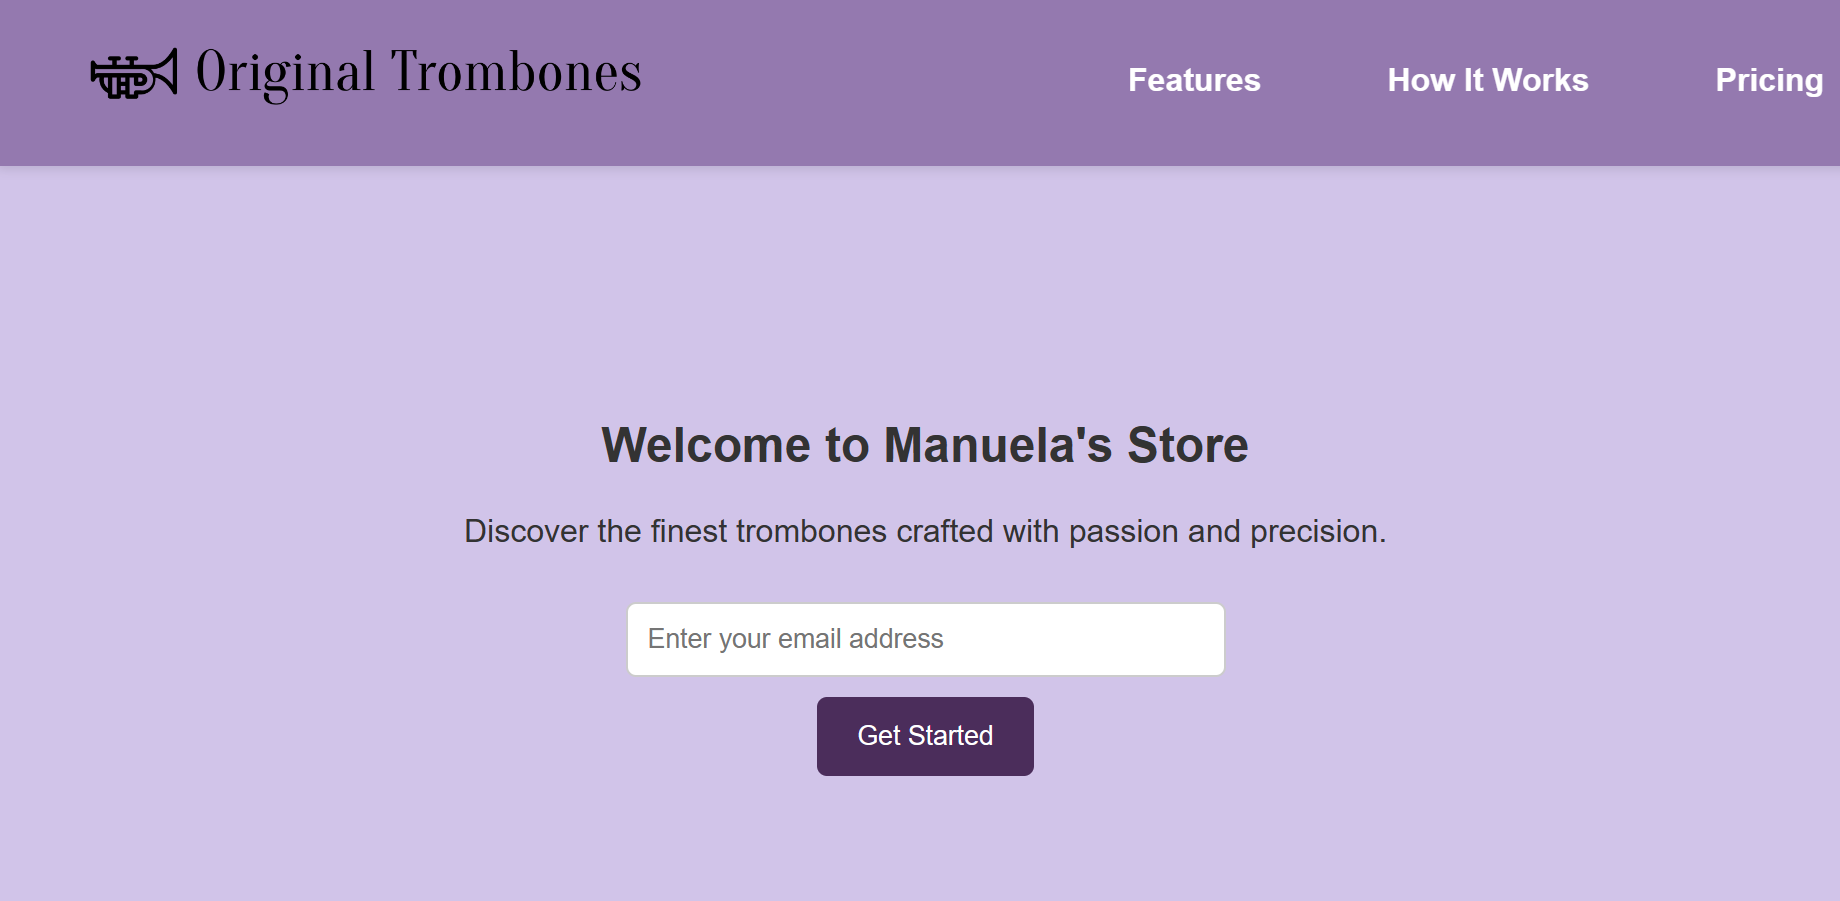 Original Trombones
Features
How It Works
Pricing
Welcome to Manuela's Store
Discover the finest trombones crafted with passion and precision.
Enter your email address
Get Started